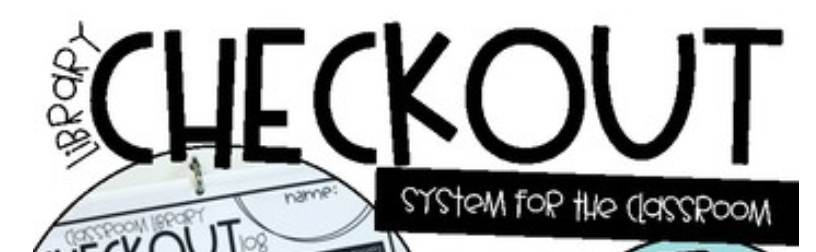 LiBRARY
CHECKOUT
SYSTEM FOR the CLASSROOM
name:
CLASSROOM LIBRARY
CHECKOUT log